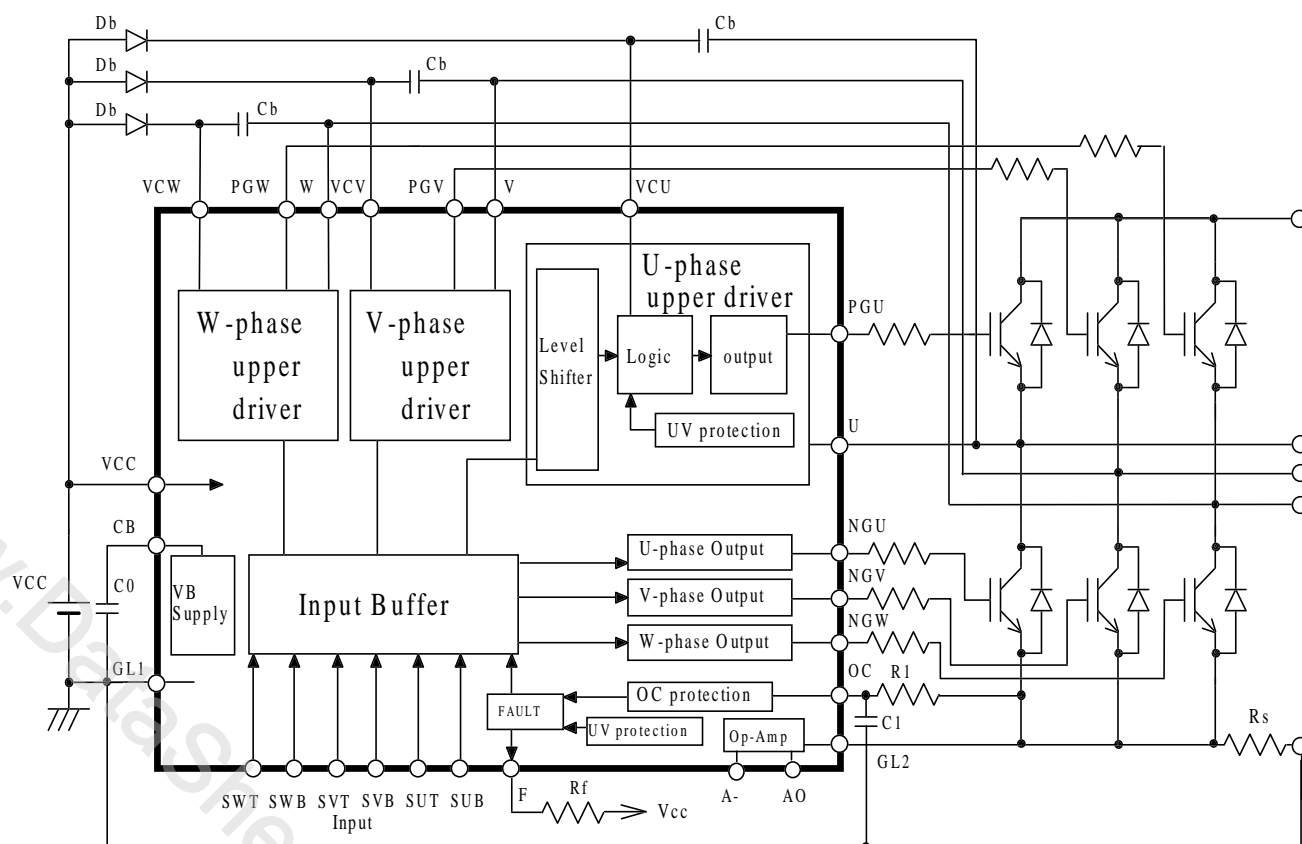 Db
Cb
Db
Cb
Db
Cb
VCW
PGW
W
VCV
PGV
V
VCU
U-phase
upper driver
W-phase
upper
driver
V-phase
upper
driver
Level
Shifter
Logic
output
UV protection
PGU
U
VCC
CB
VCC
C0
VB
Supply
GL1
Input Buffer
U-phase Output
V-phase Output
W-phase Output
NGU
NGV
NGW
OC
R1
OC protection
FAULT
UV protection
Op-Amp
C1
GL2
Rs
SWT
SWB
SVT
SVB
SUT
SUB
Input
F
Rf
Vcc
A-
AO